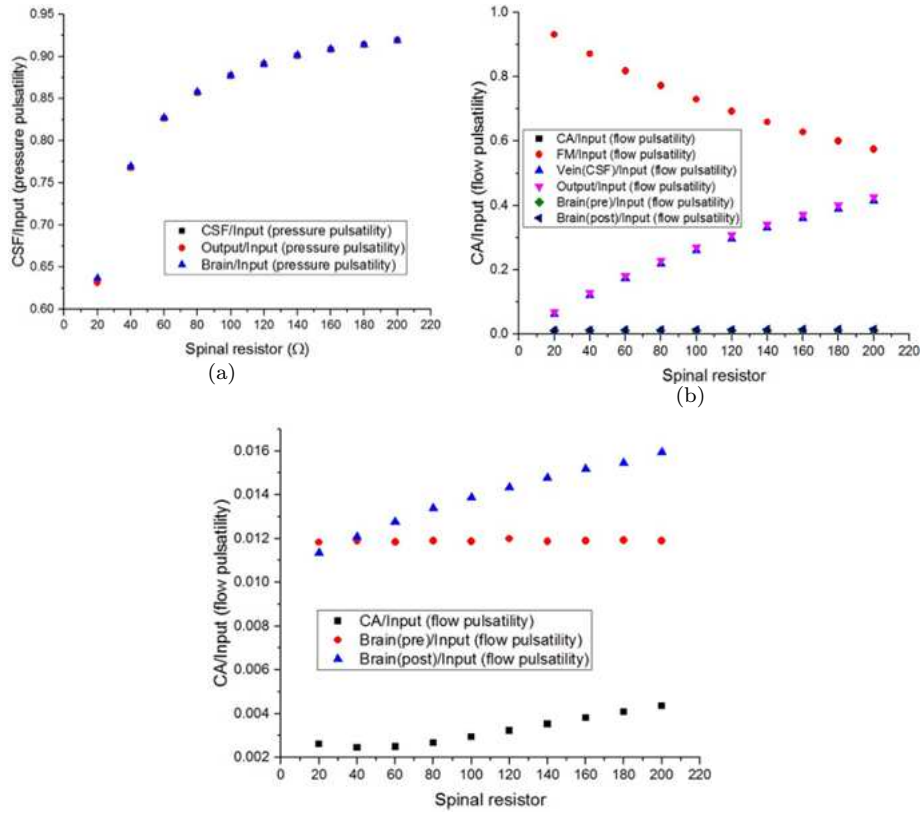 CSF/Input (pressure pulsatility)
0.95
0.90
0.85
0.80
0.75
0.70
0.65
0.60
CSF/Input (pressure pulsatility)
Output/Input (pressure pulsatility)
Brain/Input (pressure pulsatility)
0 20 40 60 80 100 120 140 160 180 200 220
Spinal resistor (Ω)
(a)
CA/Input (flow pulsatility)
1.0
0.8
0.6
0.4
0.2
0.0
CA/Input (flow pulsatility)
FM/Input (flow pulsatility)
Vein(CSF)/Input (flow pulsatility)
Output/Input (flow pulsatility)
Brain(pre)/Input (flow pulsatility)
Brain(post)/Input (flow pulsatility)
0 20 40 60 80 100 120 140 160 180 200 220
Spinal resistor
(b)
CA/Input (flow pulsatility)
0.016
0.014
0.012
0.010
0.008
0.006
0.004
0.002
CA/Input (flow pulsatility)
Brain(pre)/Input (flow pulsatility)
Brain(post)/Input (flow pulsatility)
0 20 40 60 80 100 120 140 160 180 200 220
Spinal resistor